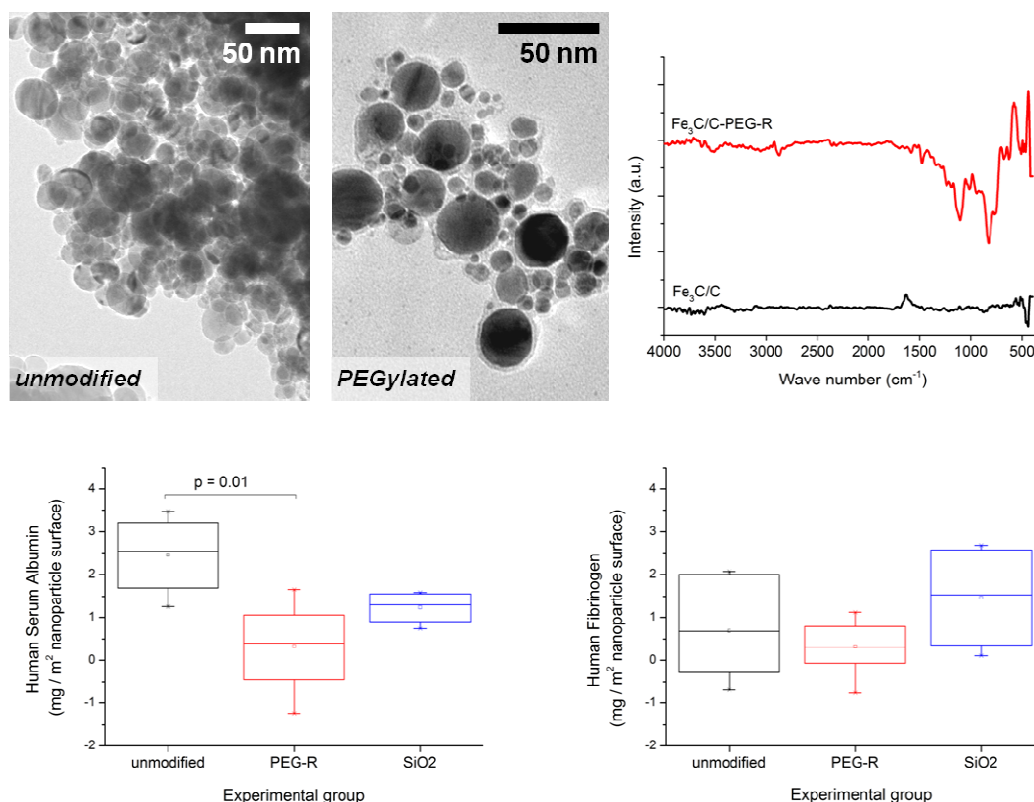 50 nm
unmodified
50 nm
PEGylated
Fe₃C/C-PEG-R
Fe₃C/C
Intensity (a.u.)
4000 3500 3000 2500 2000 1500 1000 500
Wave number (cm⁻¹)
Human Serum Albumin
(mg / m² nanoparticle surface)
p = 0.01
4
3
2
1
0
-1
-2
unmodified PEG-R SiO2
Experimental group
Human Fibrinogen
(mg / m² nanoparticle surface)
4
3
2
1
0
-1
-2
unmodified PEG-R SiO2
Experimental group